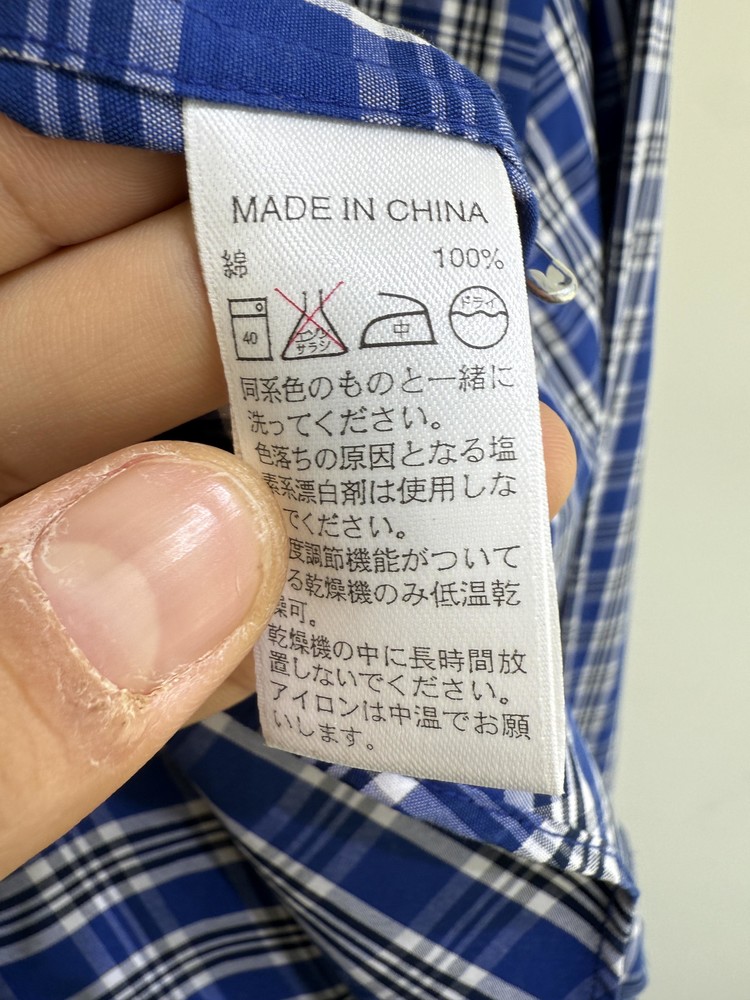 MADE IN CHINA
綿 100%
40 エンソ サラシ 中 ドライ
同系色のものと一緒に
洗ってください。
色落ちの原因となる塩
素系漂白剤は使用しな
でください。
度調節機能がついて
る乾燥機のみ低温乾
燥可。
乾燥機の中に長時間放
置しないでください。
アイロンは中温でお願
いします。